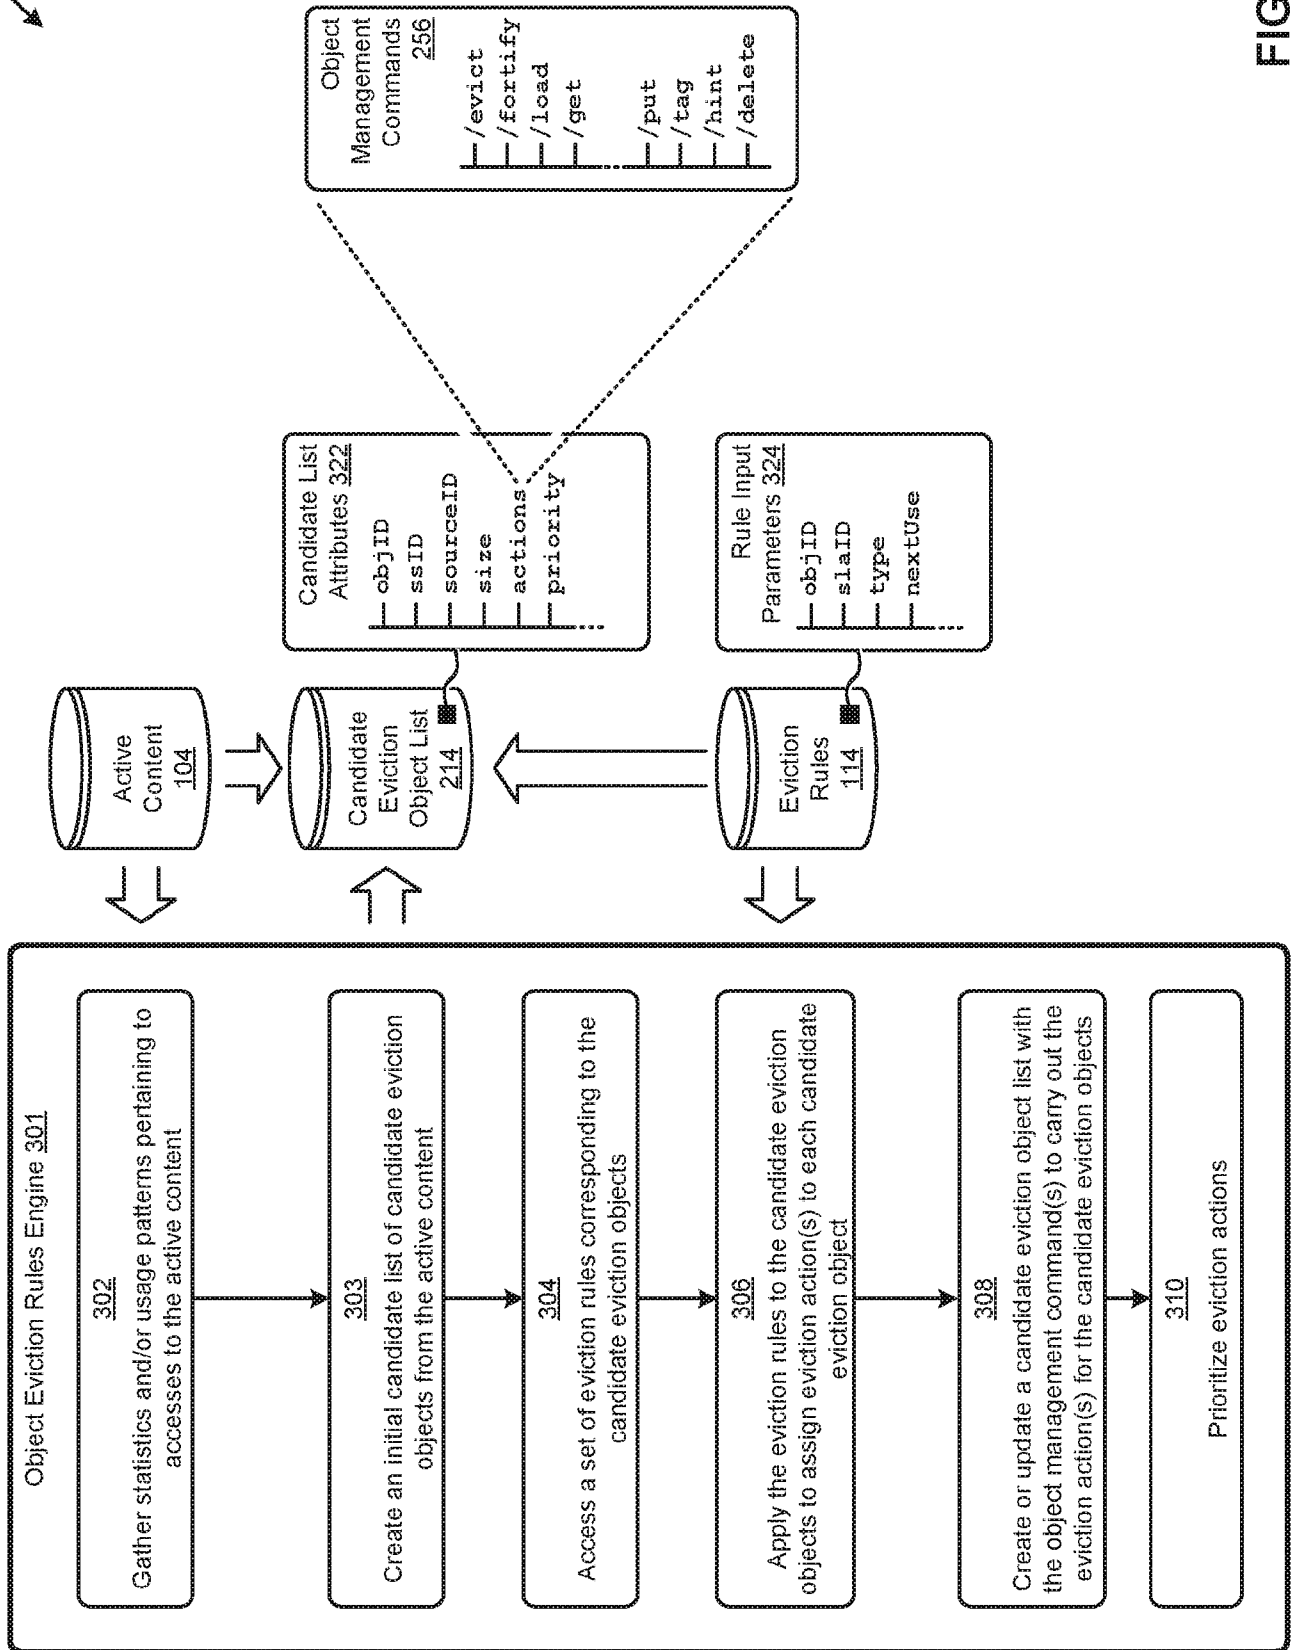 Object Eviction Rules Engine 301
302
Gather statistics and/or usage patterns pertaining to
accesses to the active content
303
Create an initial candidate list of candidate eviction
objects from the active content
304
Access a set of eviction rules corresponding to the
candidate eviction objects
306
Apply the eviction rules to the candidate eviction
objects to assign eviction action(s) to each candidate
eviction object
308
Create or update a candidate eviction object list with
the object management command(s) to carry out the
eviction action(s) for the candidate eviction objects
310
Prioritize eviction actions
Active
Content
104
Candidate
Eviction
Object List
214
Eviction
Rules
114
Candidate List
Attributes 322
objID
ssID
sourceID
size
actions
priority
Rule Input
Parameters 324
objID
slaID
type
nextUse
Object
Management
Commands
256
/evict
/fortify
/load
/get
/put
/tag
/hint
/delete
FIG